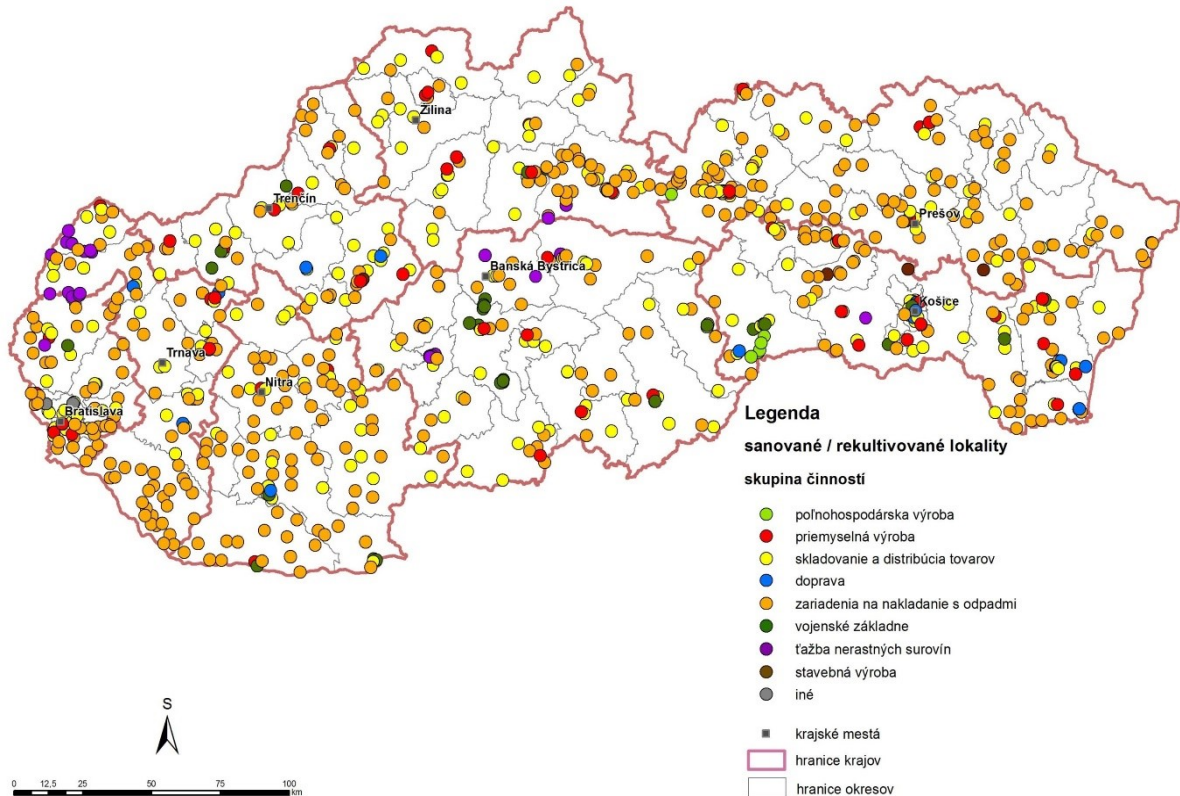 Žilina
Trenčín
Prešov
Banská Bystrica
Košice
Trnava
Nitra
Bratislava
Legenda
sanované / rekultivované lokality
skupina činností
poľnohospodárska výroba
priemyselná výroba
skladovanie a distribúcia tovarov
doprava
zariadenia na nakladanie s odpadmi
vojenské základne
ťažba nerastných surovín
stavebná výroba
iné
krajské mestá
hranice krajov
hranice okresov
S
0 12,5 25 50 75 100
km